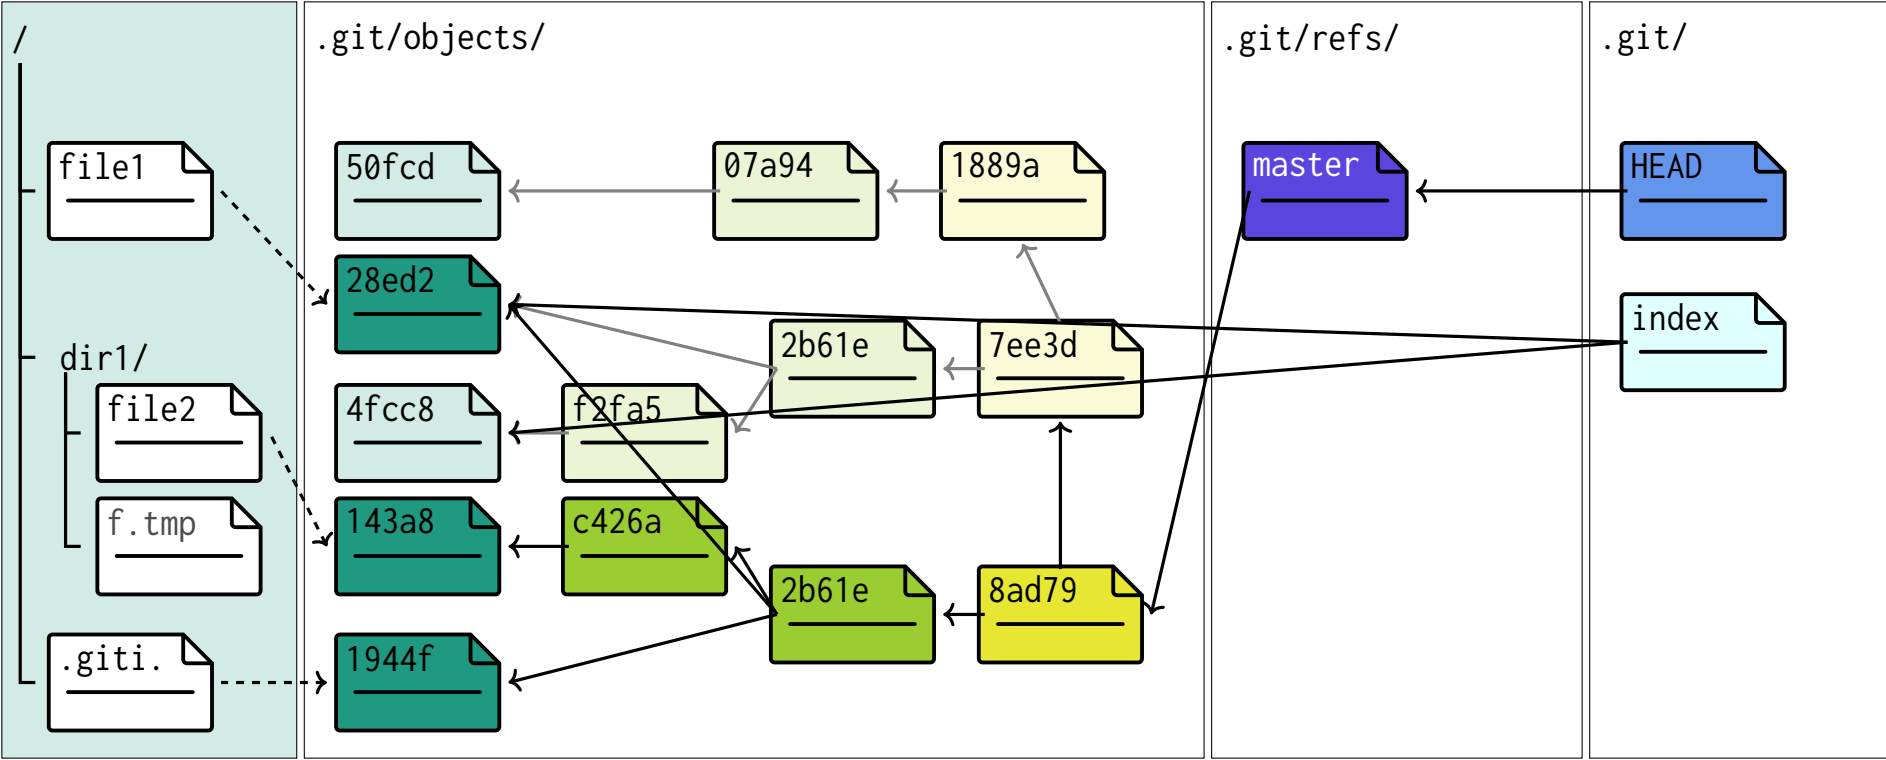 /
.git/objects/
.git/refs/
.git/
file1
50fcd
07a94
1889a
master
HEAD
28ed2
index
dir1/
2b61e
7ee3d
file2
4fcc8
f2fa5
f.tmp
143a8
c426a
2b61e
8ad79
.giti.
1944f